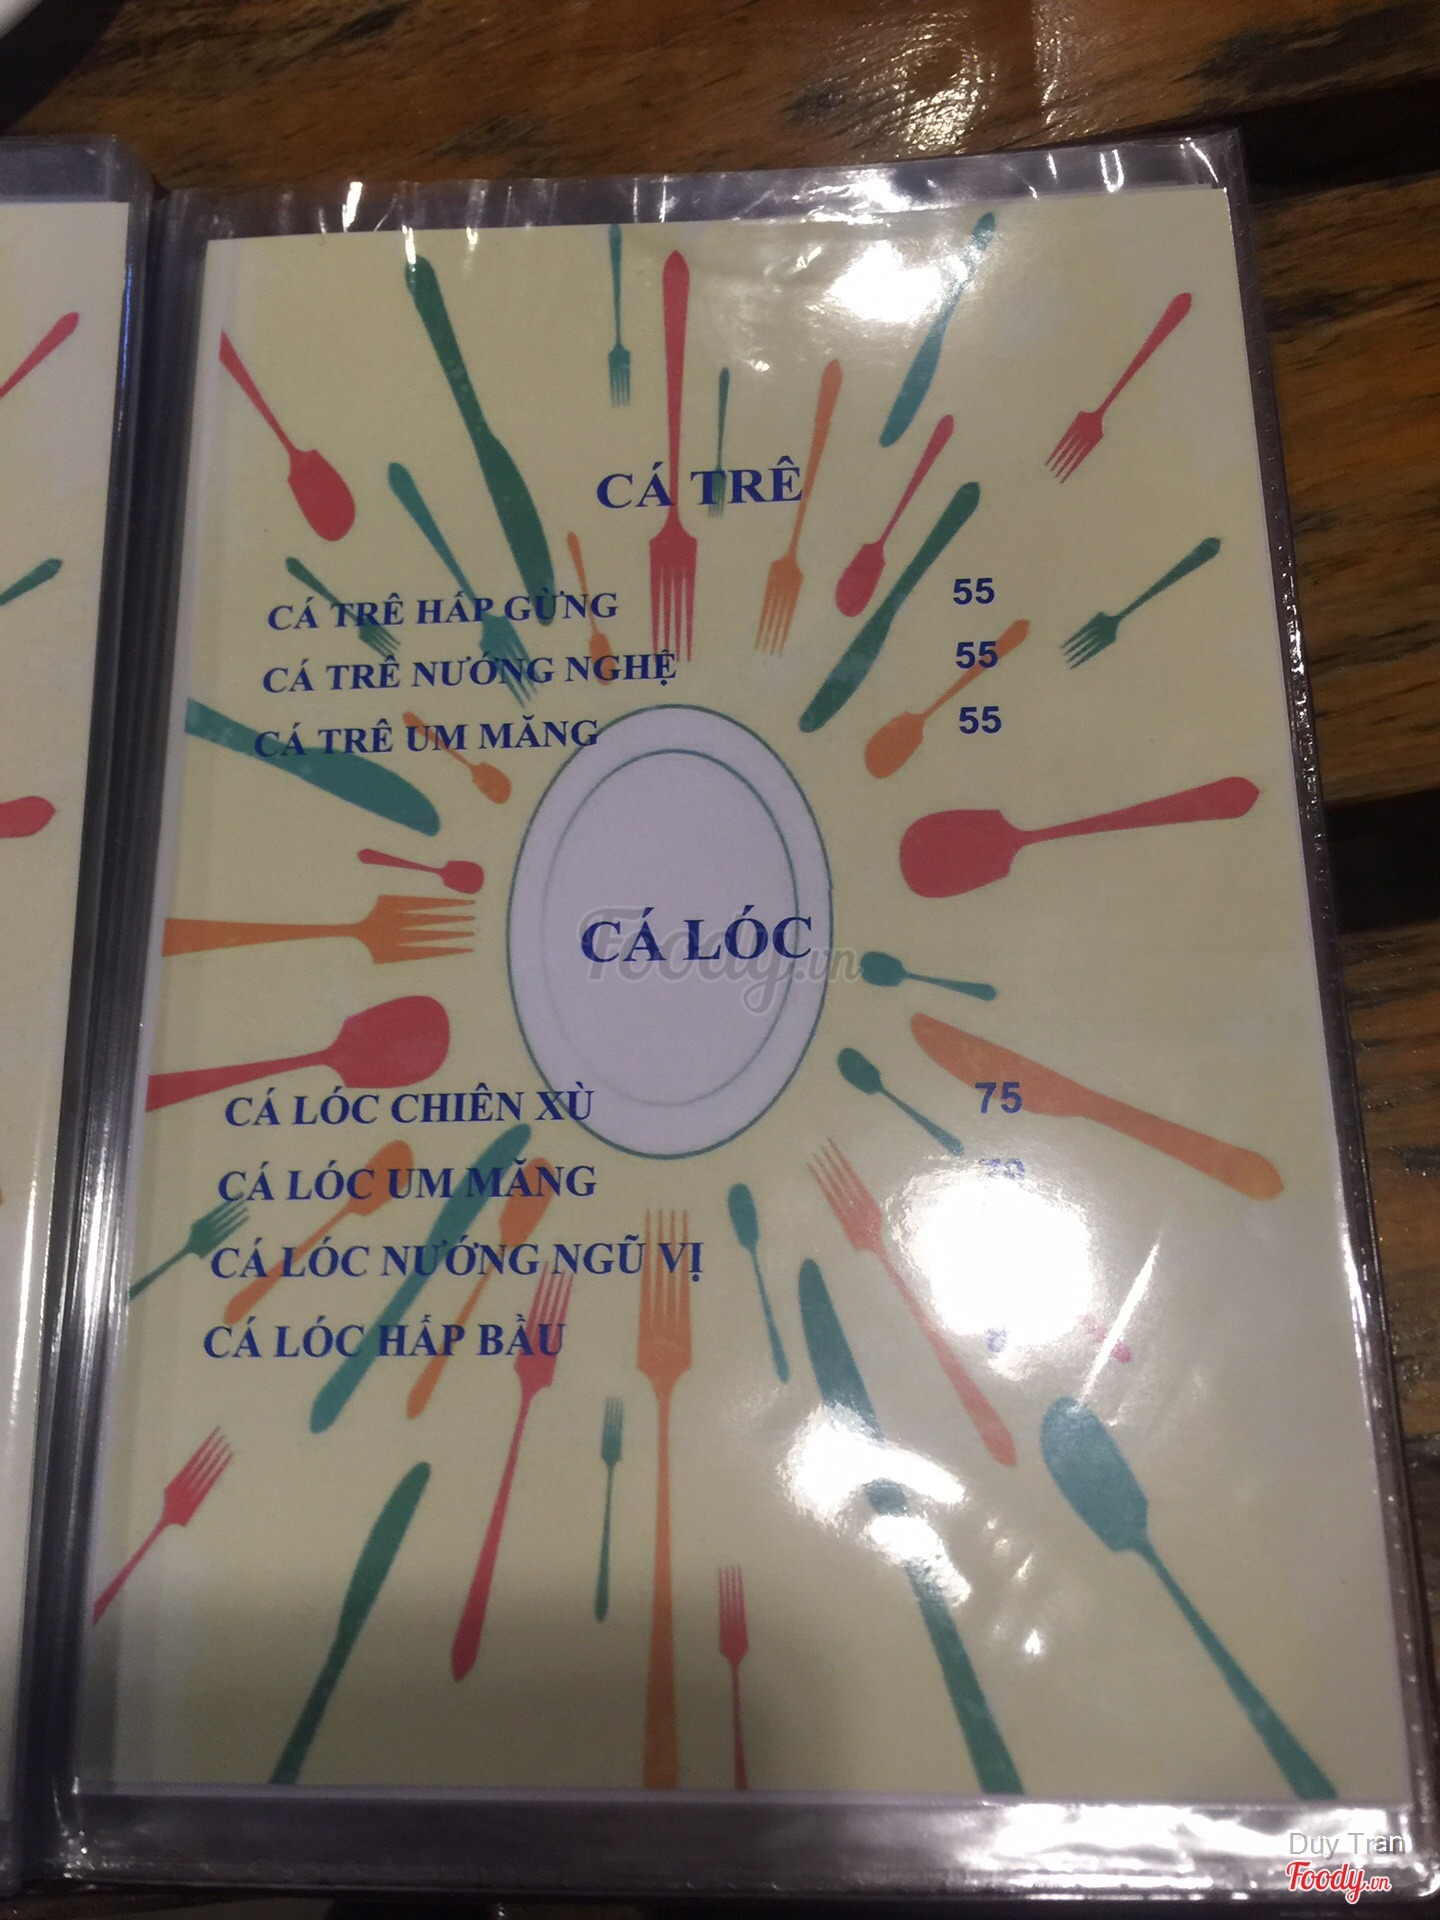 CÁ TRÊ
CÁ TRÊ HẤP GỪNG 55
CÁ TRÊ NƯỚNG NGHỆ 55
CÁ TRÊ UM MĂNG 55
CÁ LÓC
Foody.vn
CÁ LÓC CHIÊN XÙ 75
CÁ LÓC UM MĂNG
CÁ LÓC NƯỚNG NGŨ VỊ
CÁ LÓC HẤP BẦU
Duy Tran
Foody.vn